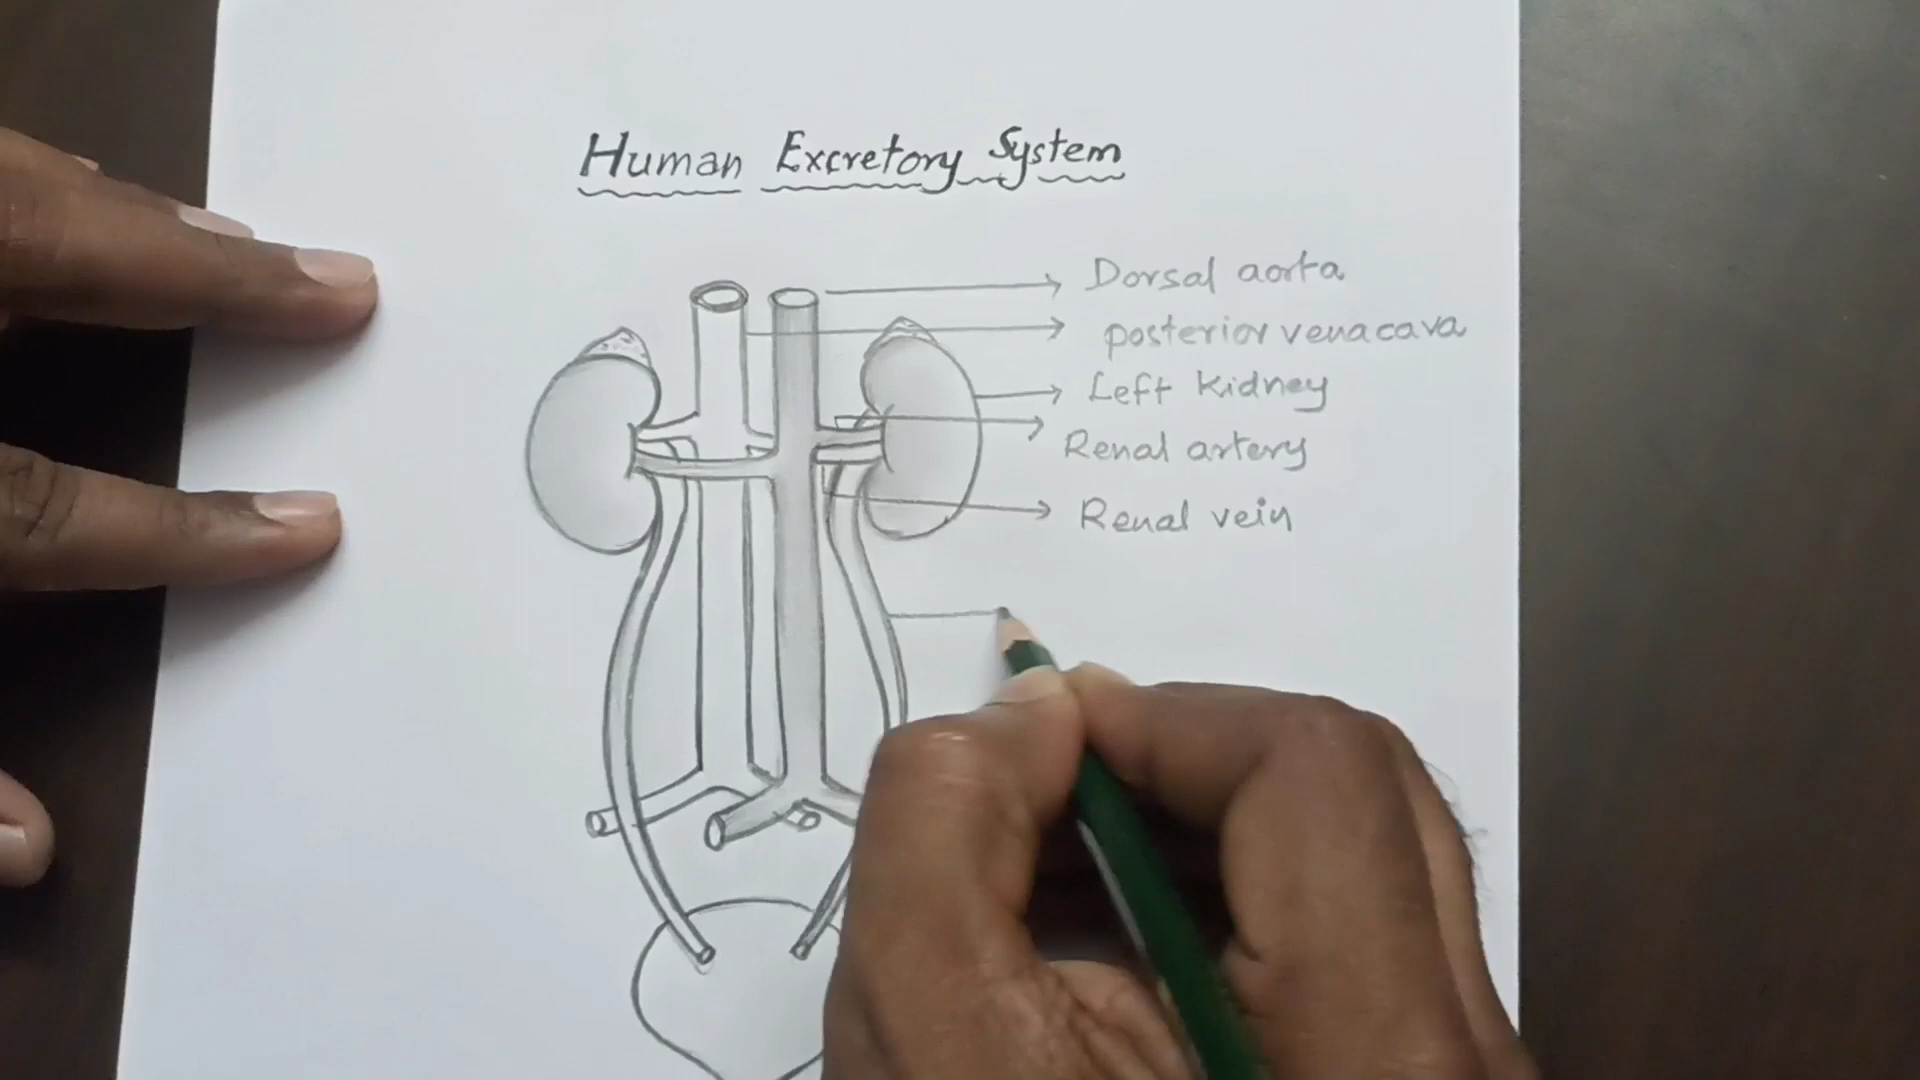 Human Excretory System
Dorsal aorta
posterior venacava
Left kidney
Renal artery
Renal vein